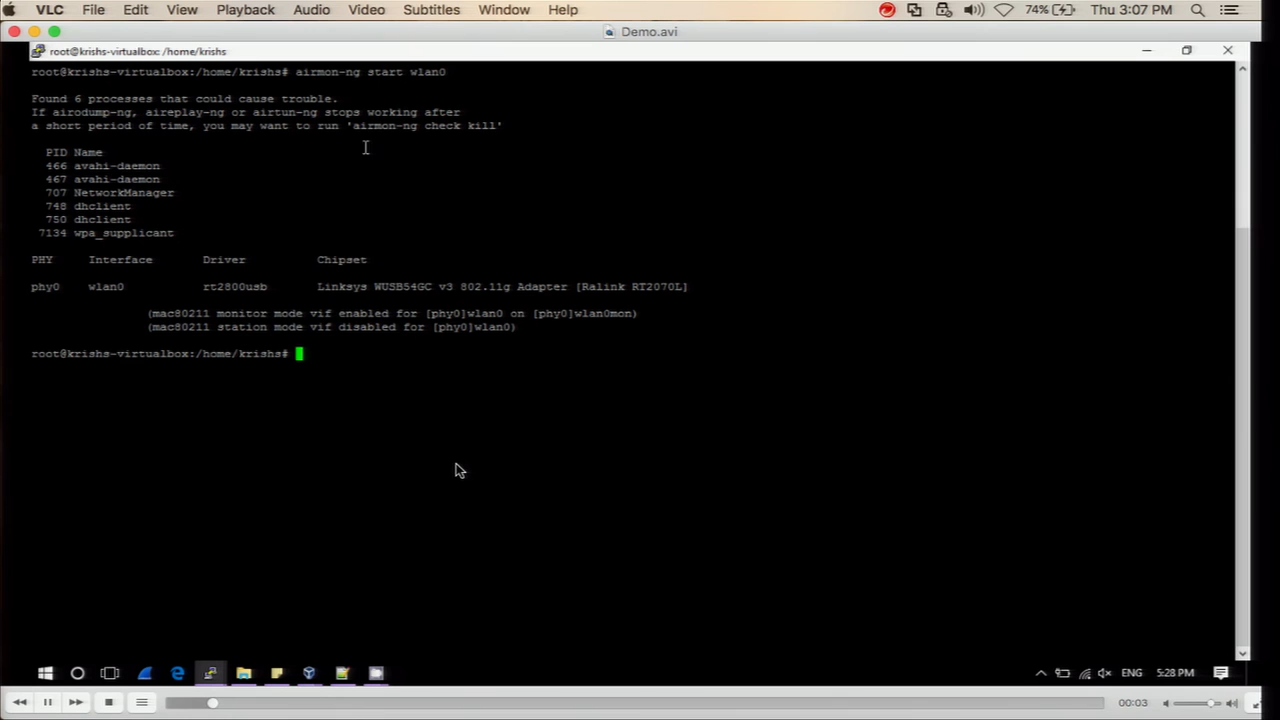 VLC File Edit View Playback Audio Video Subtitles Window Help 74% Thu 3:07 PM
Demo.avi
root@krishs-virtualbox: /home/krishs
root@krishs-virtualbox:/home/krishs# airmon-ng start wlan0
Found 6 processes that could cause trouble.
If airodump-ng, aireplay-ng or airtun-ng stops working after
a short period of time, you may want to run 'airmon-ng check kill'
PID Name
466 avahi-daemon
467 avahi-daemon
707 NetworkManager
748 dhclient
750 dhclient
7134 wpa_supplicant
PHY Interface Driver Chipset
phy0 wlan0 rt2800usb Linksys WUSB54GC v3 802.11g Adapter [Ralink RT2070L]
(mac80211 monitor mode vif enabled for [phy0]wlan0 on [phy0]wlan0mon)
(mac80211 station mode vif disabled for [phy0]wlan0)
root@krishs-virtualbox:/home/krishs#
ENG 5:28 PM
00:03